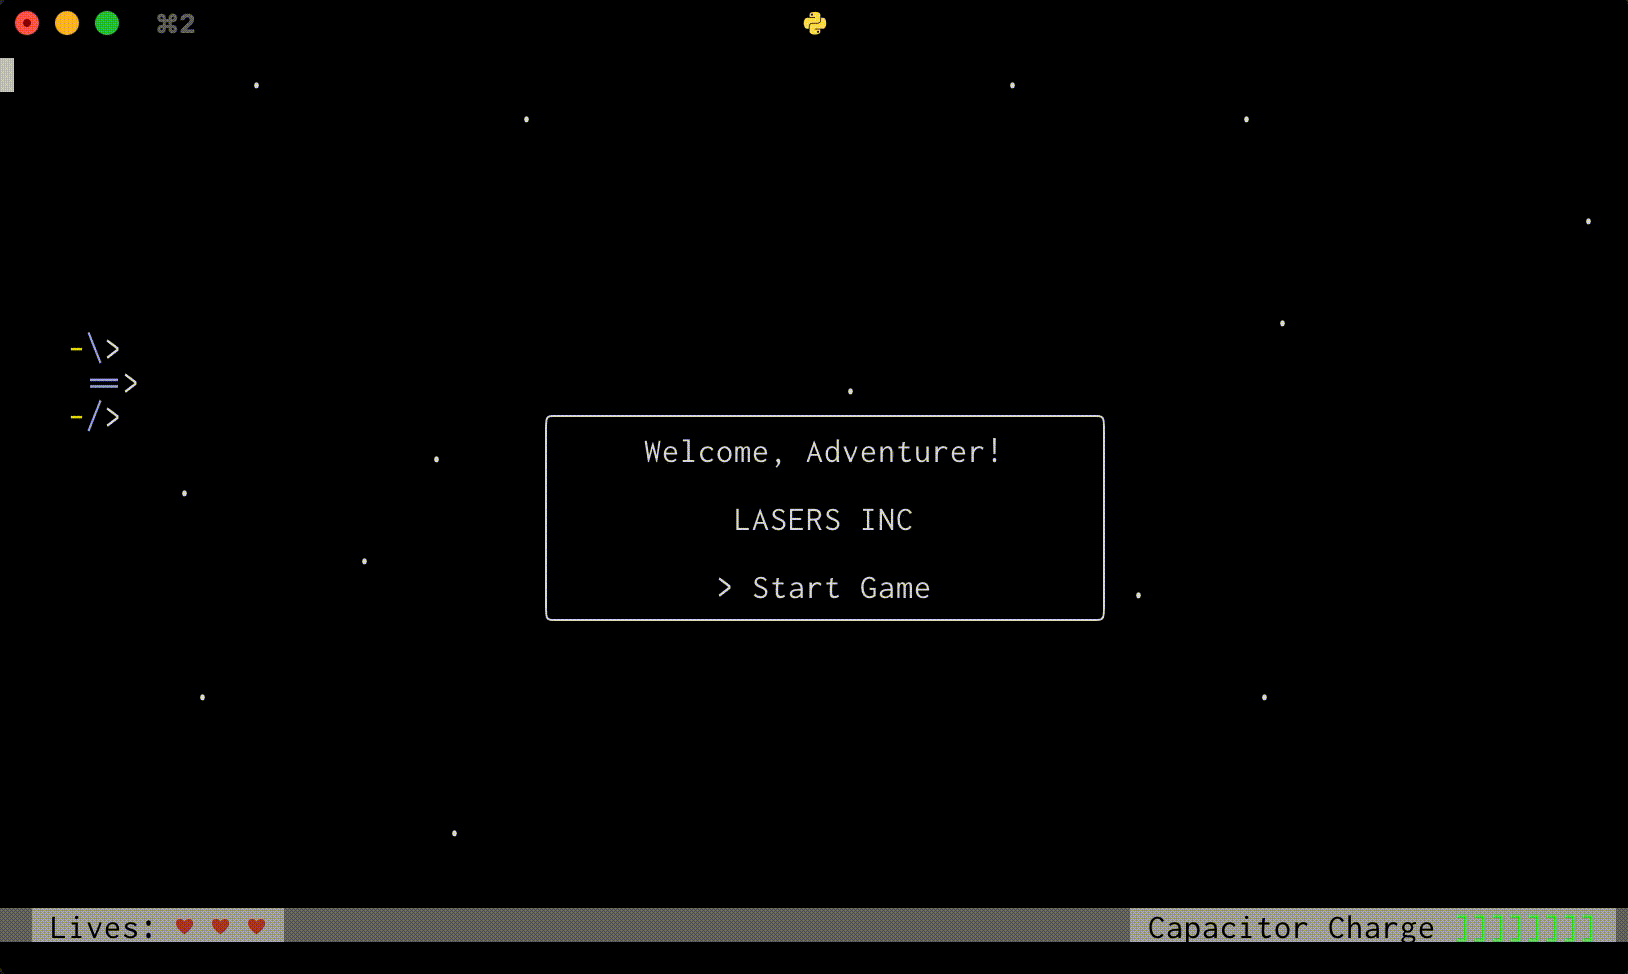 ⌘2
-\>
==>
-/>
Welcome, Adventurer!
LASERS INC
> Start Game
Lives: ♥ ♥ ♥
Capacitor Charge ]]]]]]]]